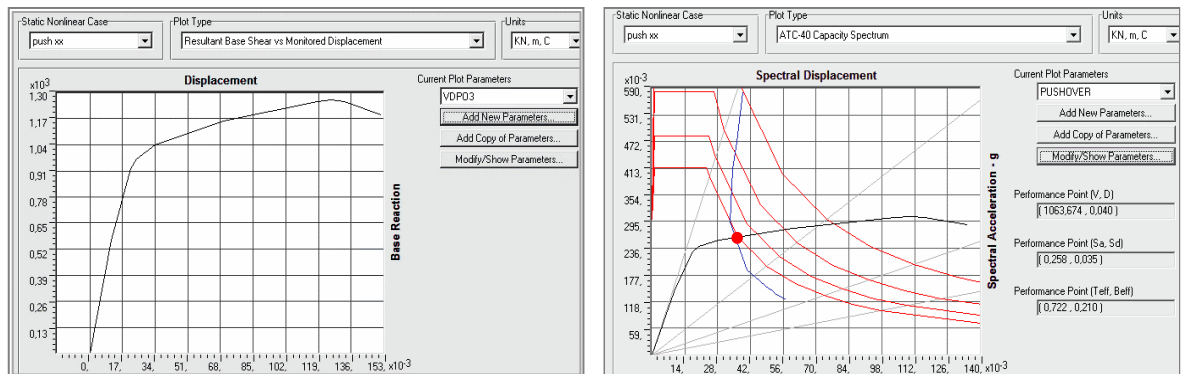 Static Nonlinear Case
push xx
Plot Type
Resultant Base Shear vs Monitored Displacement
Units
KN, m, C
Displacement
x10³
1,30
1,17
1,04
0,91
0,78
0,65
0,52
0,39
0,26
0,13
0, 17, 34, 51, 68, 85, 102, 119, 136, 153, x10-³
Base Reaction
Current Plot Parameters
VDPO3
Add New Parameters...
Add Copy of Parameters...
Modify/Show Parameters...
Static Nonlinear Case
push xx
Plot Type
ATC-40 Capacity Spectrum
Units
KN, m, C
Spectral Displacement
x10-³
590,
531,
472,
413,
354,
295,
236,
177,
118,
59,
14, 28, 42, 56, 70, 84, 98, 112, 126, 140, x10-³
Spectral Acceleration - g
Current Plot Parameters
PUSHOVER
Add New Parameters...
Add Copy of Parameters...
Modify/Show Parameters...
Performance Point (V, D)
( 1063,674 , 0,040 )
Performance Point (Sa, Sd)
( 0,258 , 0,035 )
Performance Point (Teff, Beff)
( 0,722 , 0,210 )